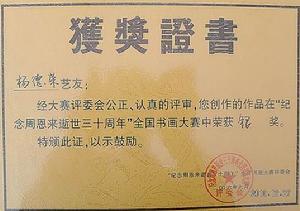 獲獎證書
杨德荣艺友:
经大赛评委会公正、认真的评审,您创作的作品在“纪
念周恩来逝世三十周年”全国书画大赛中荣获 银 奖。
特颁此证,以示鼓励。